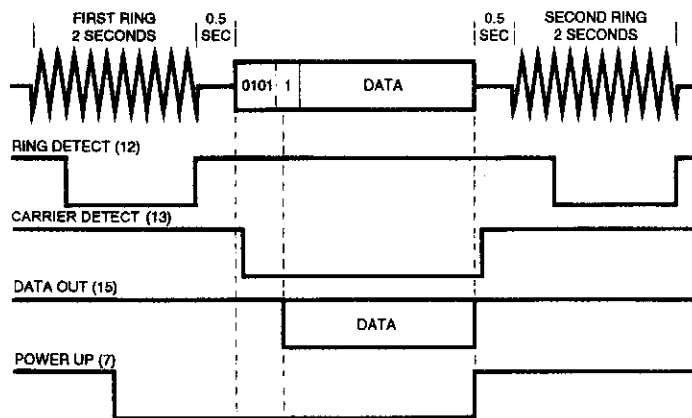 FIRST RING
2 SECONDS
0.5
SEC
0.5
SEC
SECOND RING
2 SECONDS
0101 1 DATA
RING DETECT (12)
CARRIER DETECT (13)
DATA OUT (15)
DATA
POWER UP (7)